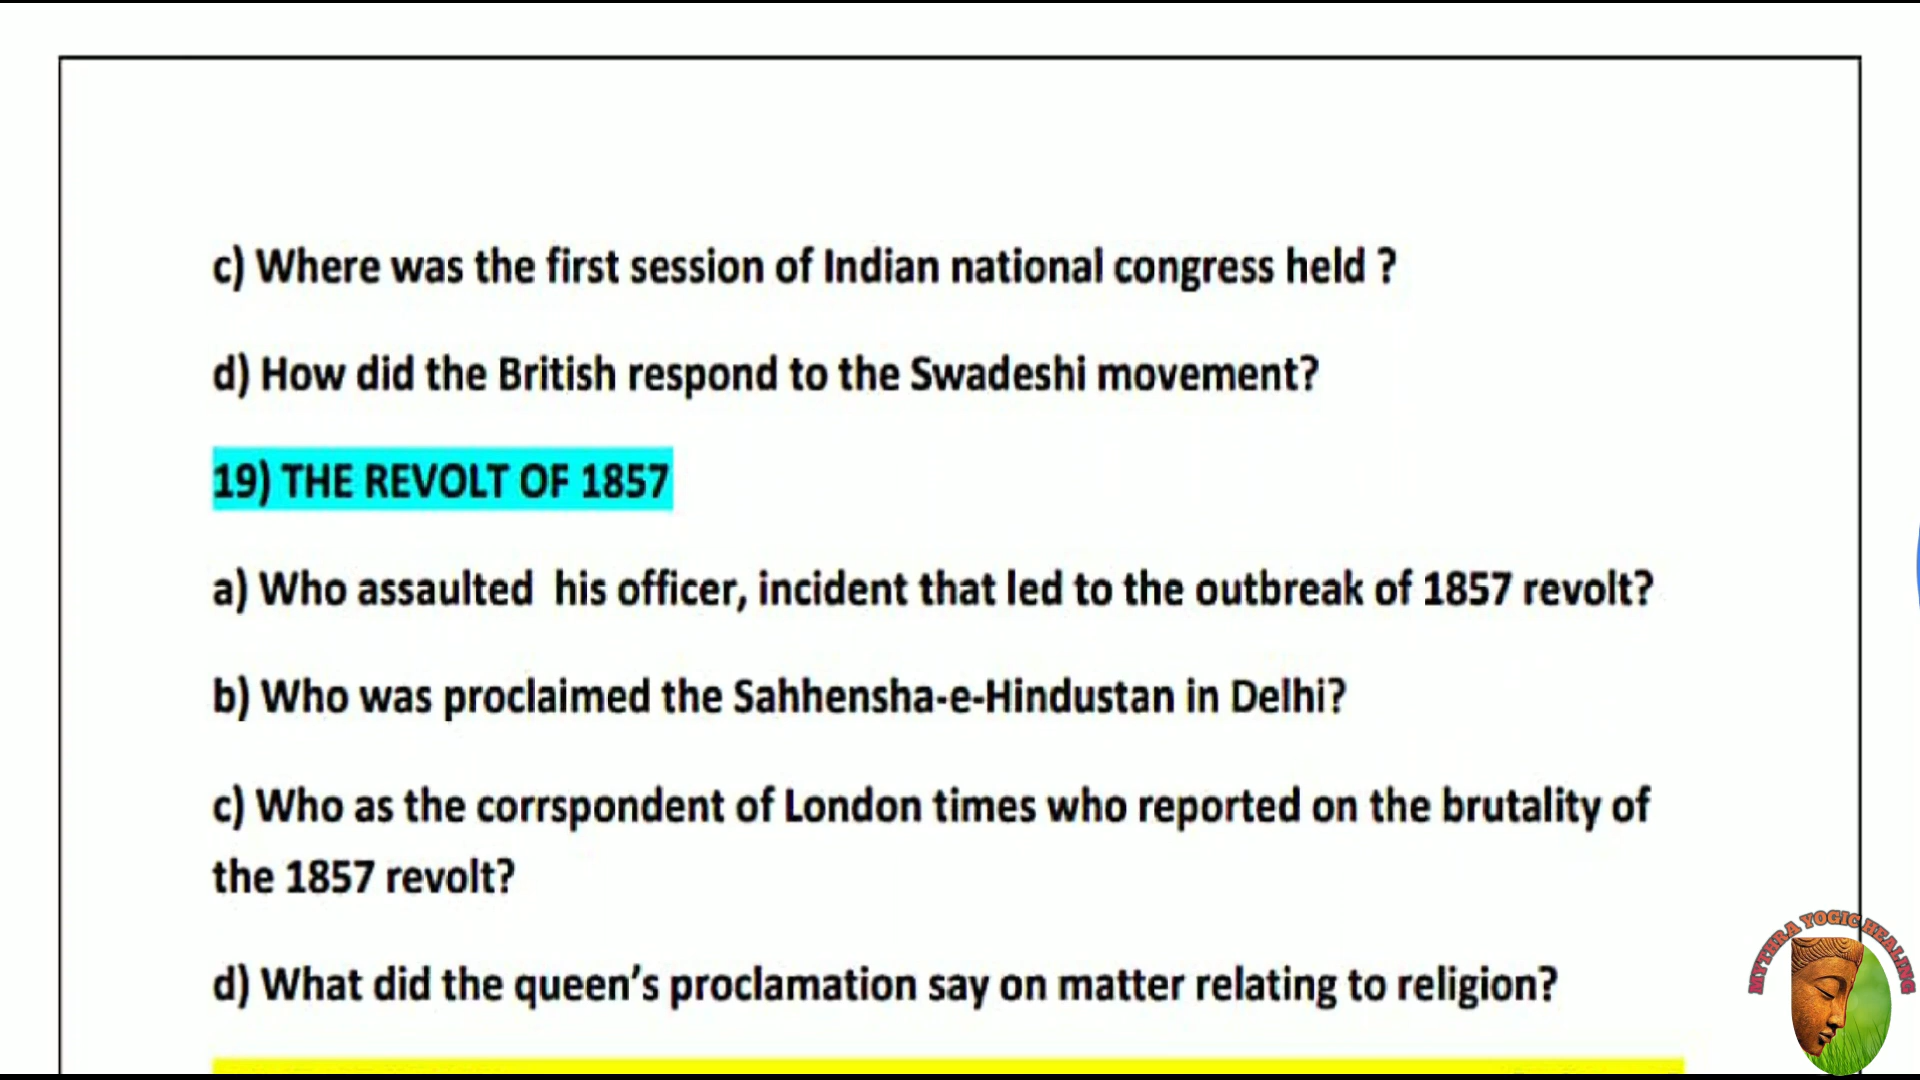 c) Where was the first session of Indian national congress held ?
d) How did the British respond to the Swadeshi movement?
19) THE REVOLT OF 1857
a) Who assaulted  his officer, incident that led to the outbreak of 1857 revolt?
b) Who was proclaimed the Sahhensha-e-Hindustan in Delhi?
c) Who as the corrspondent of London times who reported on the brutality of
the 1857 revolt?
d) What did the queen’s proclamation say on matter relating to religion?
MYTHRA YOGIC HEALING